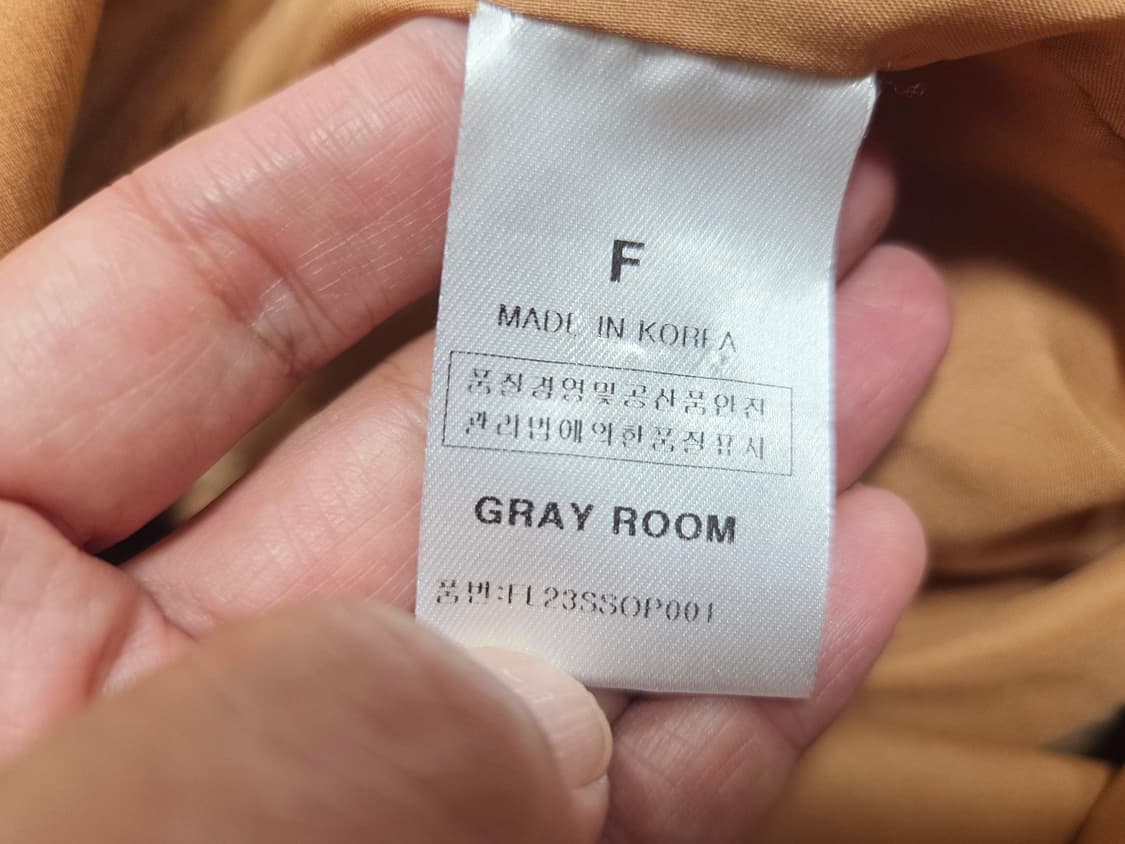 F
MADE IN KOREA
품질경영및공산품안전
관리법에의한품질표시
GRAY ROOM
품번:FL23SSOP001